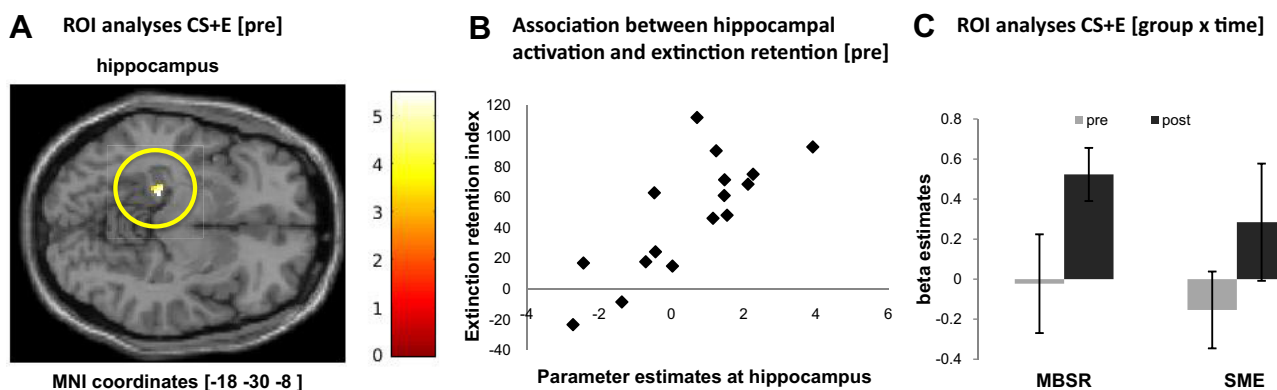 A ROI analyses CS+E [pre]
hippocampus
5
4
3
2
1
0
MNI coordinates [-18 -30 -8 ]
B Association between hippocampal
activation and extinction retention [pre]
Extinction retention index
120
100
80
60
40
20
0
-20
-40
-4 -2 0 2 4 6
Parameter estimates at hippocampus
C ROI analyses CS+E [group x time]
pre post
beta estimates
0.8
0.6
0.4
0.2
0
-0.2
-0.4
MBSR SME